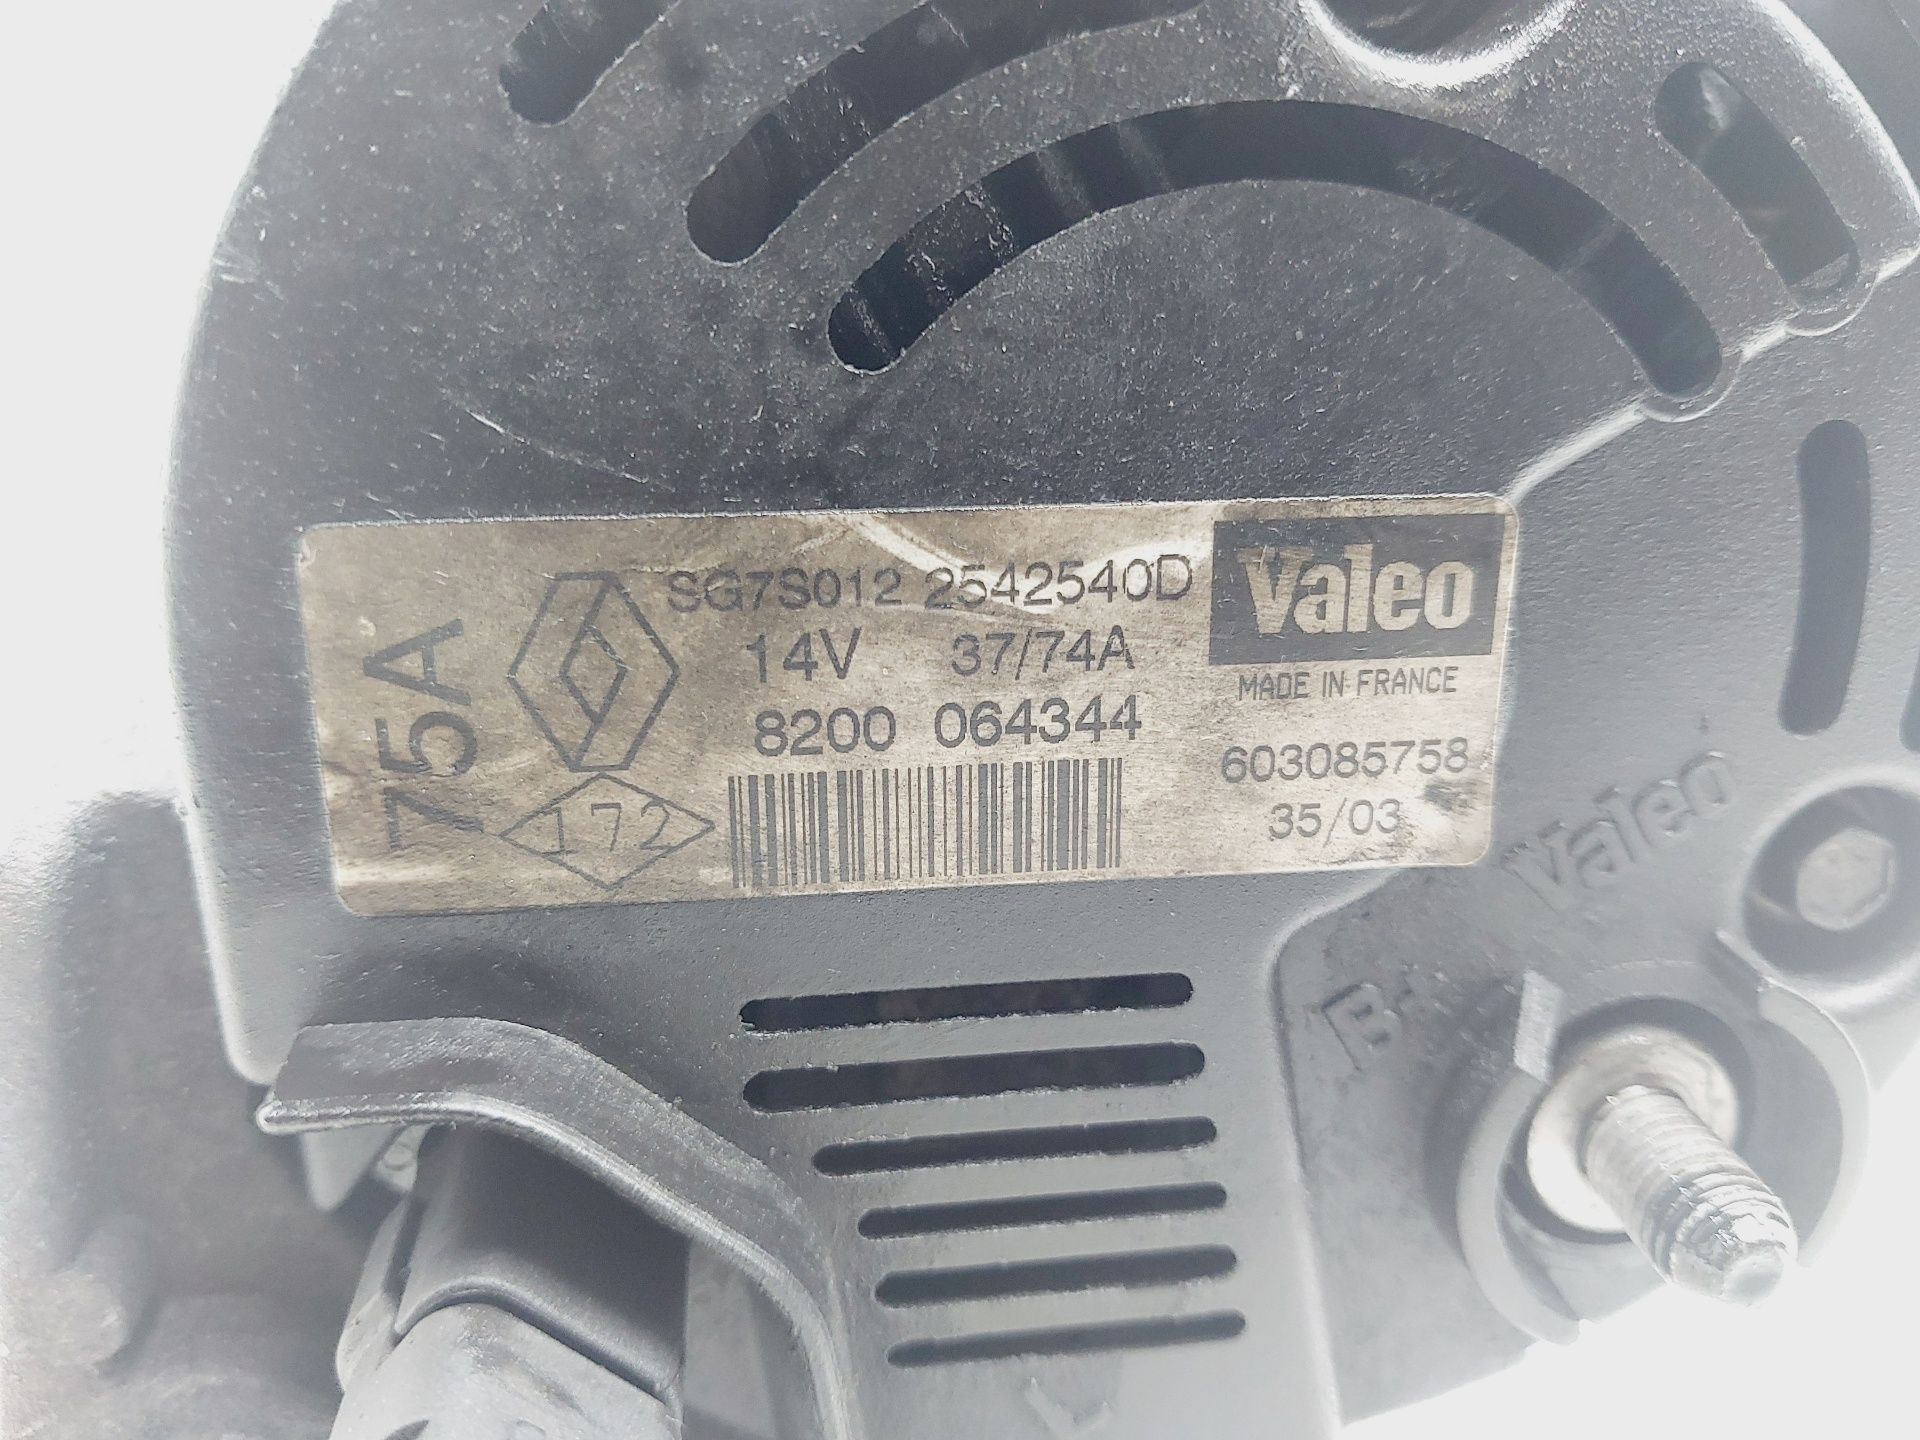 75A
SG7S012 2542540D
14V 37/74A
8200 064344
172
Valeo
MADE IN FRANCE
603085758
35/03
Valeo
B+
L